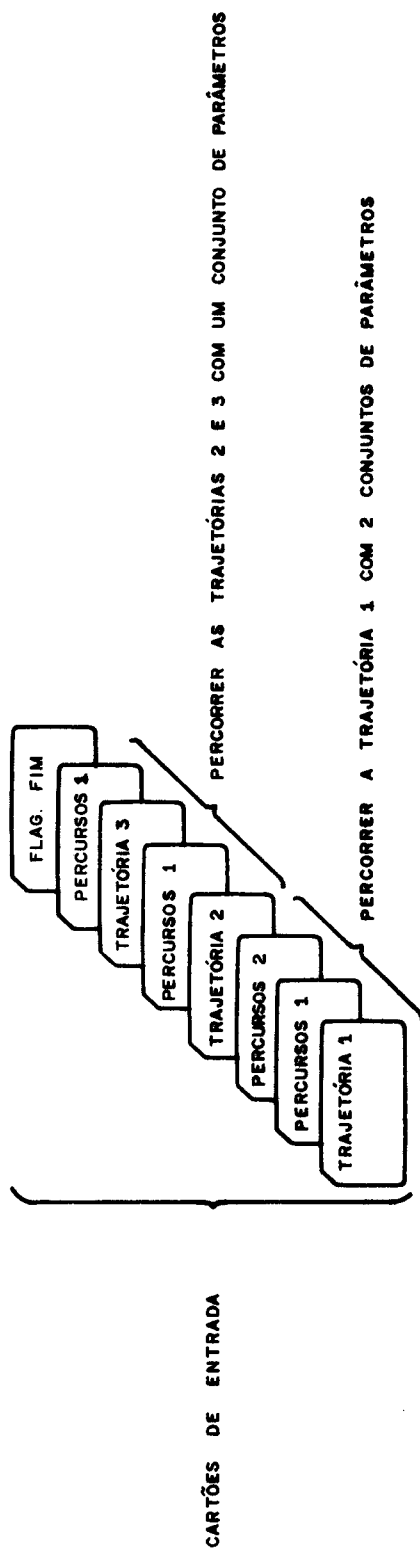 CARTÕES DE ENTRADA
FLAG. FIM
PERCURSOS 1
TRAJETÓRIA 3
PERCURSOS 1
TRAJETÓRIA 2
PERCURSOS 2
PERCURSOS 1
TRAJETÓRIA 1
PERCORRER AS TRAJETÓRIAS 2 E 3 COM UM CONJUNTO DE PARÂMETROS
PERCORRER A TRAJETÓRIA 1 COM 2 CONJUNTOS DE PARÂMETROS